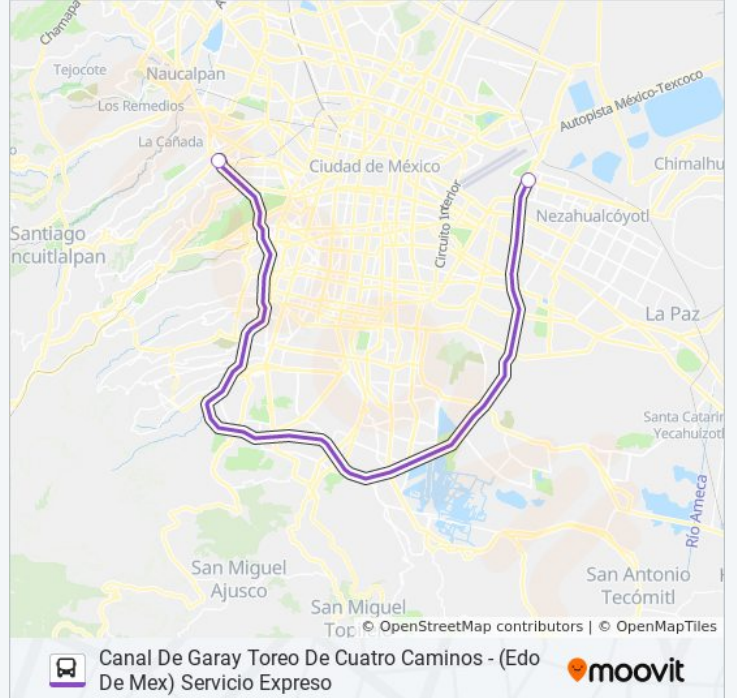 Chamapa
A
Tejocote
Naucalpan
Los Remedios
Autopista México-Texcoco
La Cañada
Ciudad de México
Chimalhu
o
Circuito Interior
Nezahualcóyotl
Santiago
ncuitlalpan
La Paz
Santa Catarin
Yecahuizotl
Río Ameca
San Miguel
Ajusco
San Antonio
Tecómitl
San Miguel
© OpenStreetMap contributors | © OpenMapTiles
Canal De Garay Toreo De Cuatro Caminos - (Edo
De Mex) Servicio Expreso
moovit